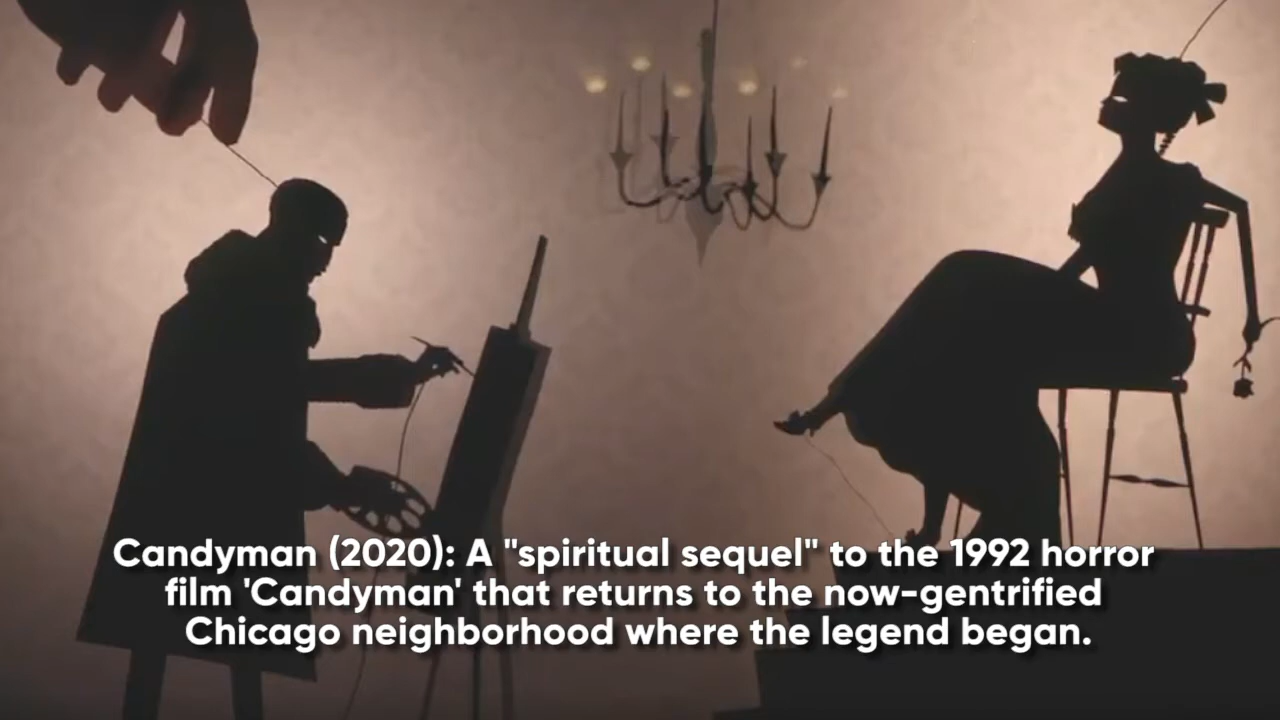 Candyman (2020): A "spiritual sequel" to the 1992 horror
film 'Candyman' that returns to the now-gentrified
Chicago neighborhood where the legend began.